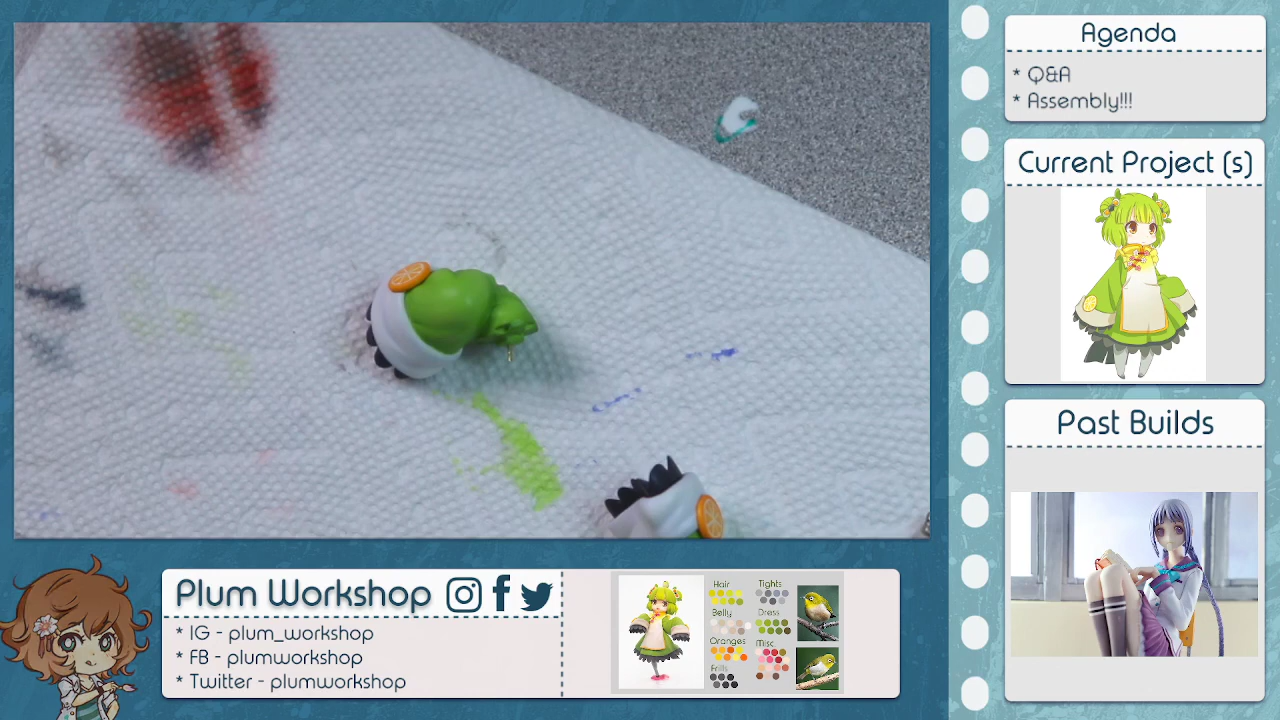 Agenda
* Q&A
* Assembly!!!
Current Project (s)
Past Builds
Plum Workshop
* IG - plum_workshop
* FB - plumworkshop
* Twitter - plumworkshop
Hair
Tights
Belly
Dress
Oranges
Misc.
Frills